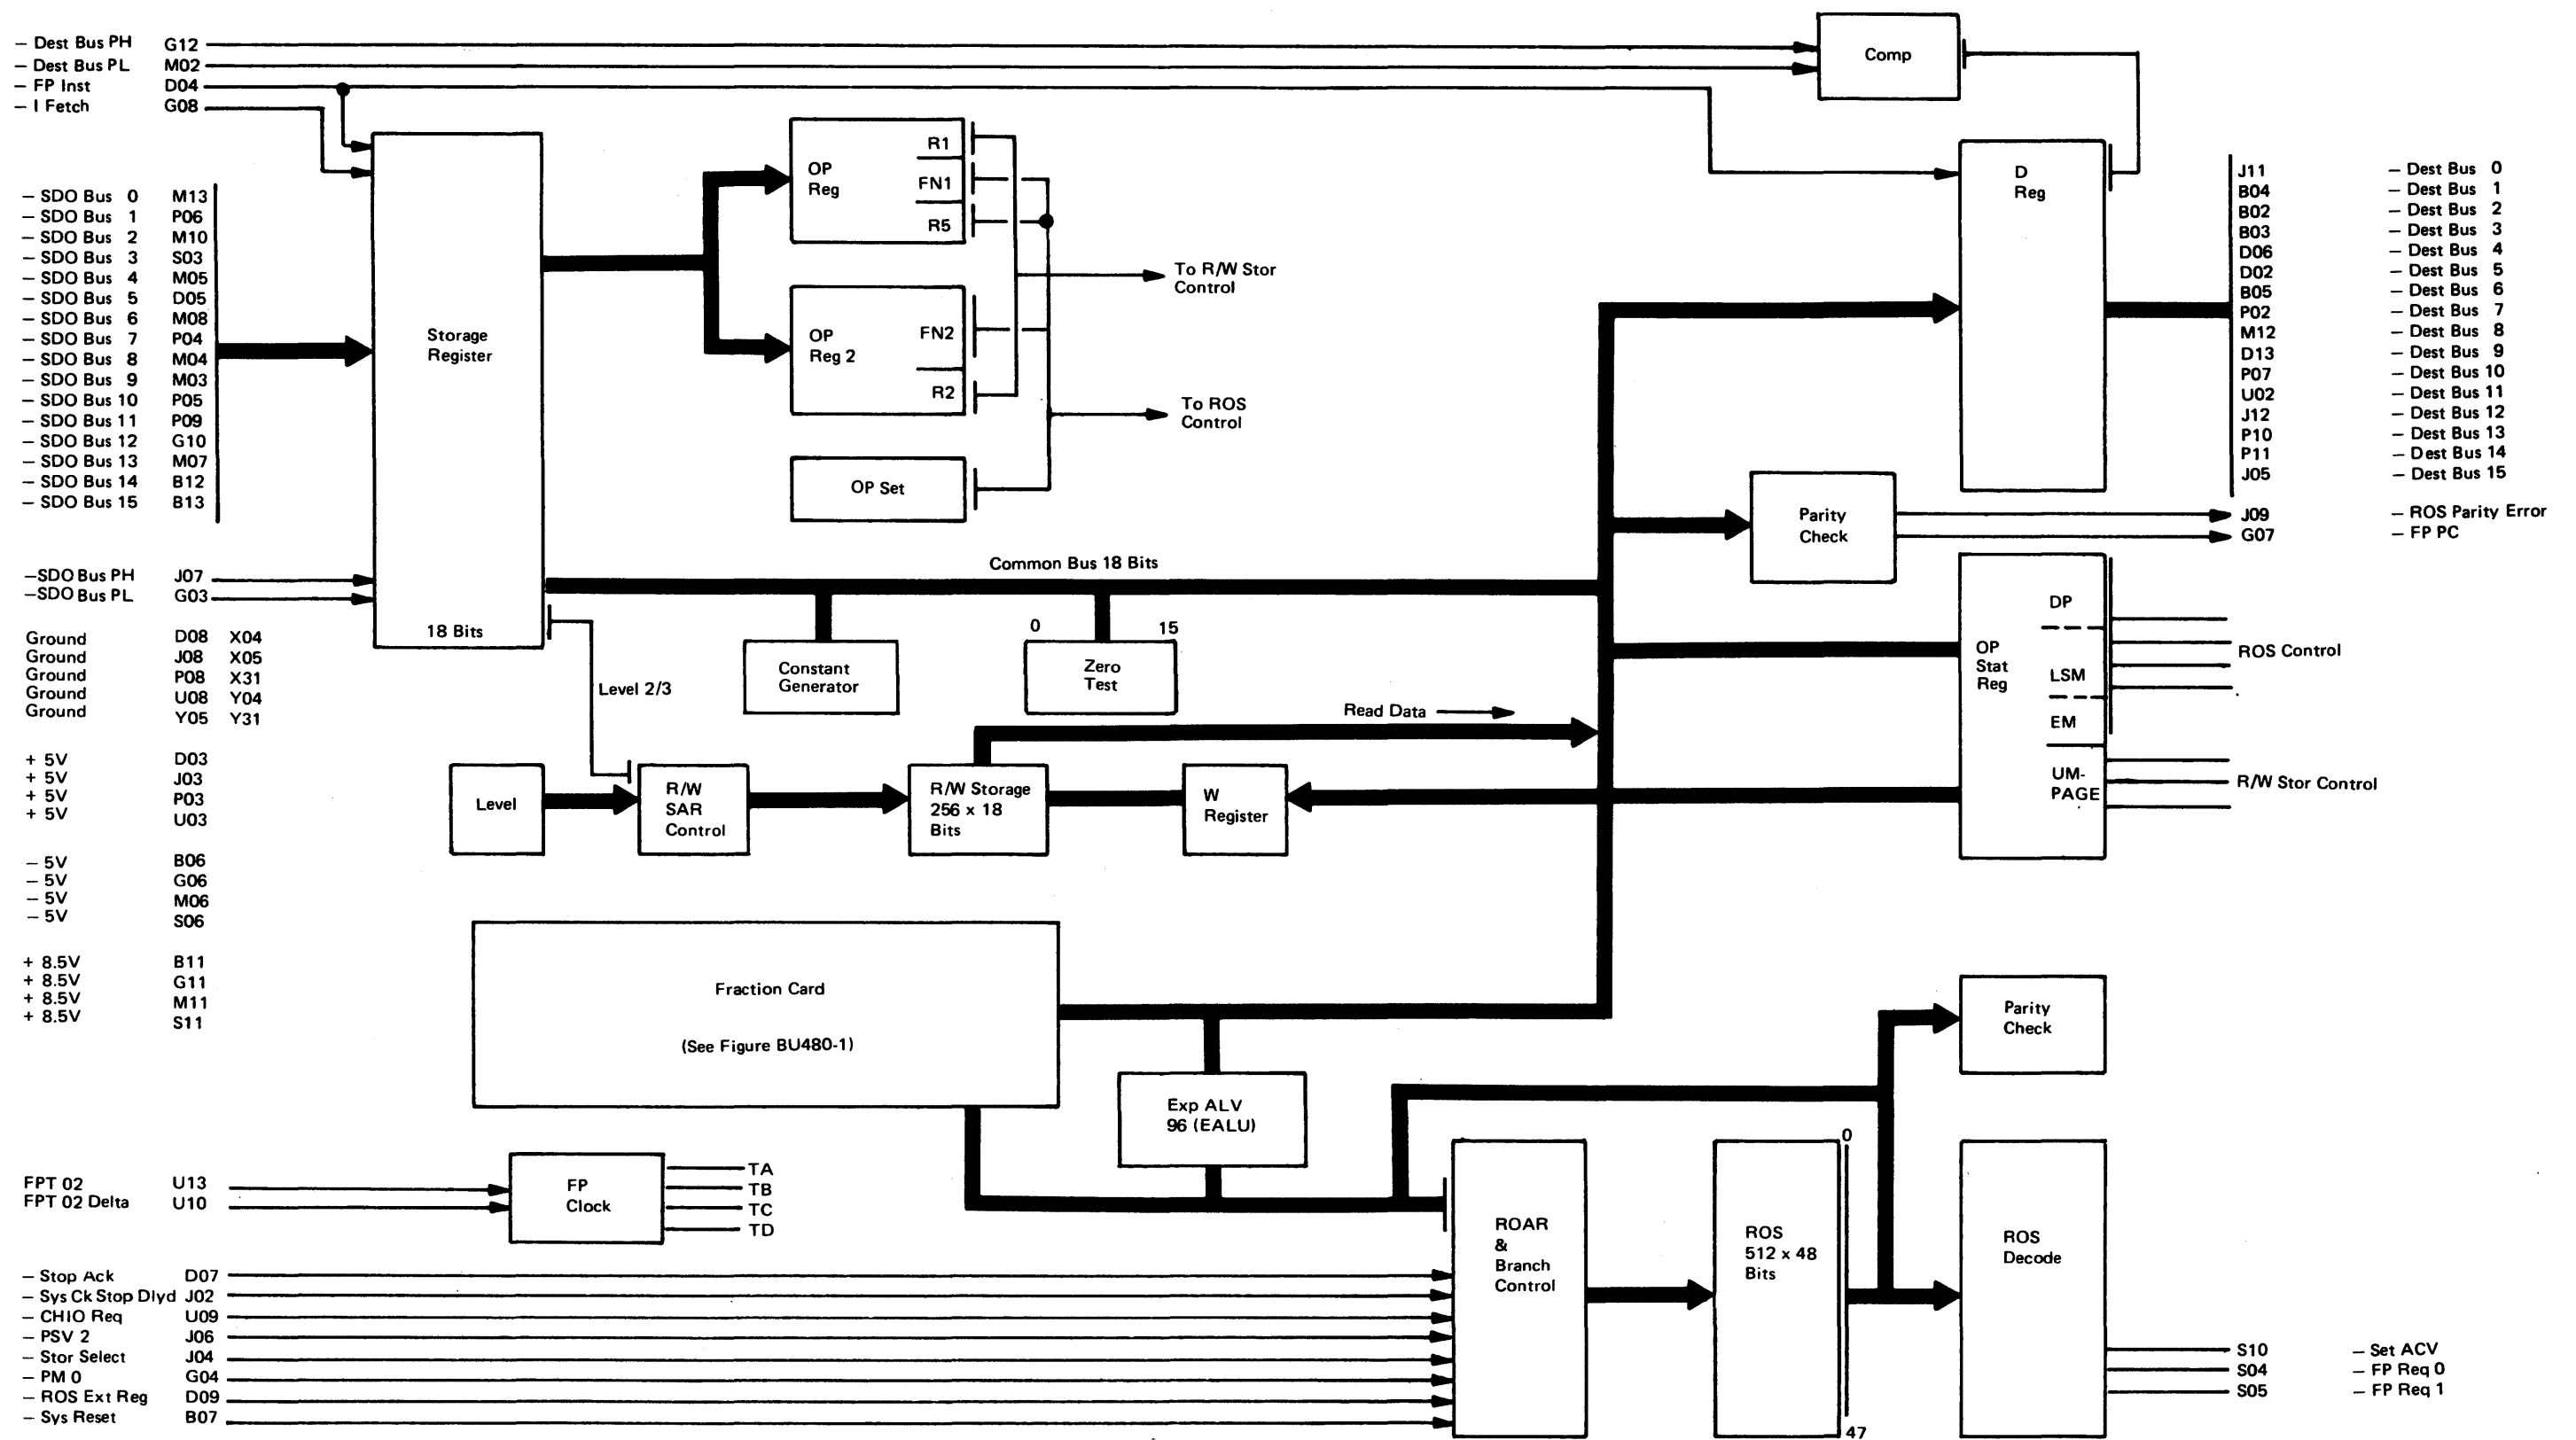 – Dest Bus PH G12
– Dest Bus PL M02
– FP Inst D04
– I Fetch G08
– SDO Bus 0 M13
– SDO Bus 1 P06
– SDO Bus 2 M10
– SDO Bus 3 S03
– SDO Bus 4 M05
– SDO Bus 5 D05
– SDO Bus 6 M08
– SDO Bus 7 P04
– SDO Bus 8 M04
– SDO Bus 9 M03
– SDO Bus 10 P05
– SDO Bus 11 P09
– SDO Bus 12 G10
– SDO Bus 13 M07
– SDO Bus 14 B12
– SDO Bus 15 B13
–SDO Bus PH J07
–SDO Bus PL G03
Ground D08 X04
Ground J08 X05
Ground P08 X31
Ground U08 Y04
Ground Y05 Y31
+ 5V D03
+ 5V J03
+ 5V P03
+ 5V U03
– 5V B06
– 5V G06
– 5V M06
– 5V S06
+ 8.5V B11
+ 8.5V G11
+ 8.5V M11
+ 8.5V S11
FPT 02 U13
FPT 02 Delta U10
– Stop Ack D07
– Sys Ck Stop Dlyd J02
– CHIO Req U09
– PSV 2 J06
– Stor Select J04
– PM 0 G04
– ROS Ext Reg D09
– Sys Reset B07
Storage
Register
18 Bits
OP
Reg
R1
FN1
R5
OP
Reg 2
FN2
R2
OP Set
To R/W Stor
Control
To ROS
Control
Common Bus 18 Bits
Constant
Generator
0 15
Zero
Test
Level 2/3
Read Data
Level
R/W
SAR
Control
R/W Storage
256 x 18
Bits
W
Register
Fraction Card
(See Figure BU480-1)
Exp ALV
96 (EALU)
FP
Clock
TA
TB
TC
TD
ROAR
&
Branch
Control
ROS
512 x 48
Bits
0
47
ROS
Decode
Parity
Check
Comp
D
Reg
Parity
Check
OP
Stat
Reg
DP
LSM
EM
UM-
PAGE
J11 – Dest Bus 0
B04 – Dest Bus 1
B02 – Dest Bus 2
B03 – Dest Bus 3
D06 – Dest Bus 4
D02 – Dest Bus 5
B05 – Dest Bus 6
P02 – Dest Bus 7
M12 – Dest Bus 8
D13 – Dest Bus 9
P07 – Dest Bus 10
U02 – Dest Bus 11
J12 – Dest Bus 12
P10 – Dest Bus 13
P11 – Dest Bus 14
J05 – Dest Bus 15
J09 – ROS Parity Error
G07 – FP PC
ROS Control
R/W Stor Control
S10 – Set ACV
S04 – FP Req 0
S05 – FP Req 1